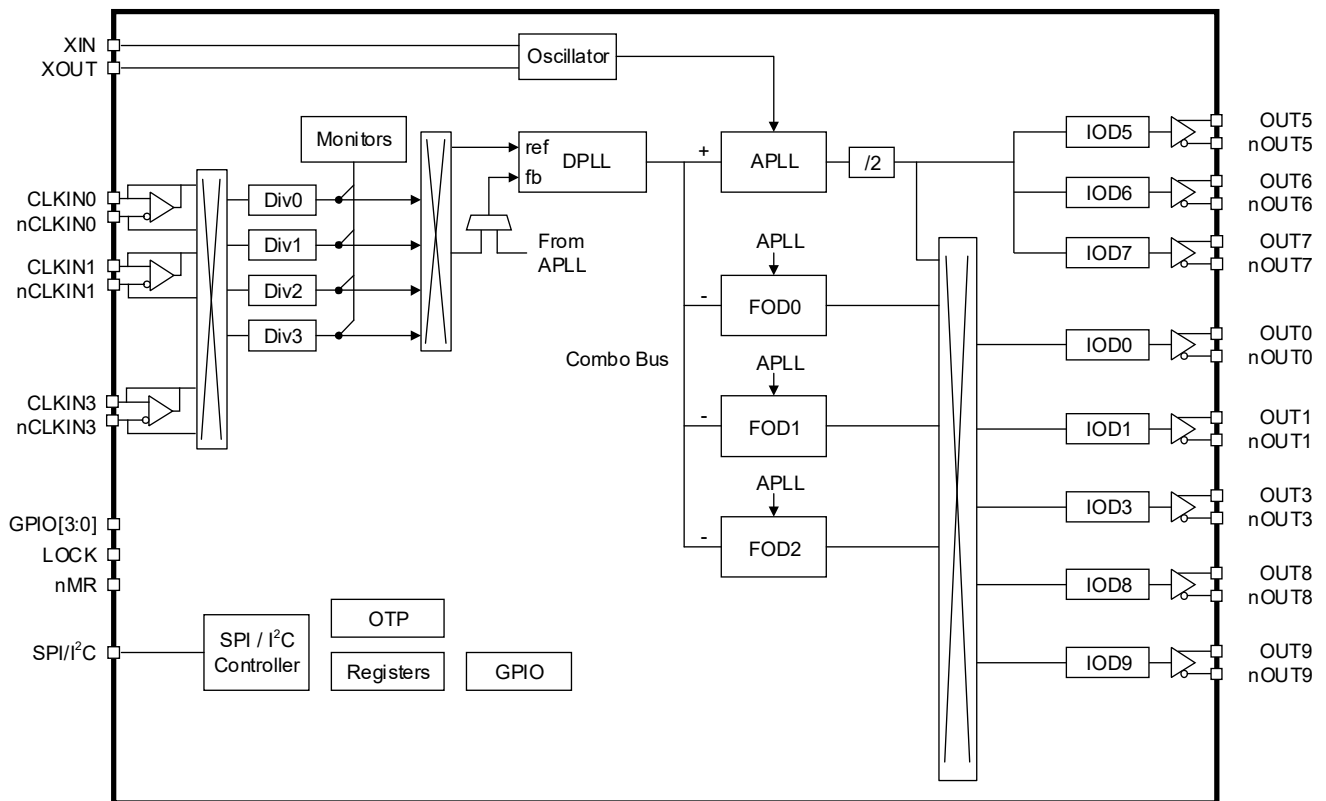 XIN
XOUT
Oscillator
Monitors
ref
fb
DPLL
+
APLL
/2
IOD5
OUT5
nOUT5
CLKIN0
nCLKIN0
Div0
IOD6
OUT6
nOUT6
CLKIN1
nCLKIN1
Div1
From
APLL
APLL
IOD7
OUT7
nOUT7
Div2
-
FOD0
Div3
Combo Bus
IOD0
OUT0
nOUT0
APLL
CLKIN3
nCLKIN3
-
FOD1
IOD1
OUT1
nOUT1
APLL
GPIO[3:0]
LOCK
nMR
-
FOD2
IOD3
OUT3
nOUT3
IOD8
OUT8
nOUT8
SPI/I²C
SPI / I²C
Controller
OTP
Registers
GPIO
IOD9
OUT9
nOUT9